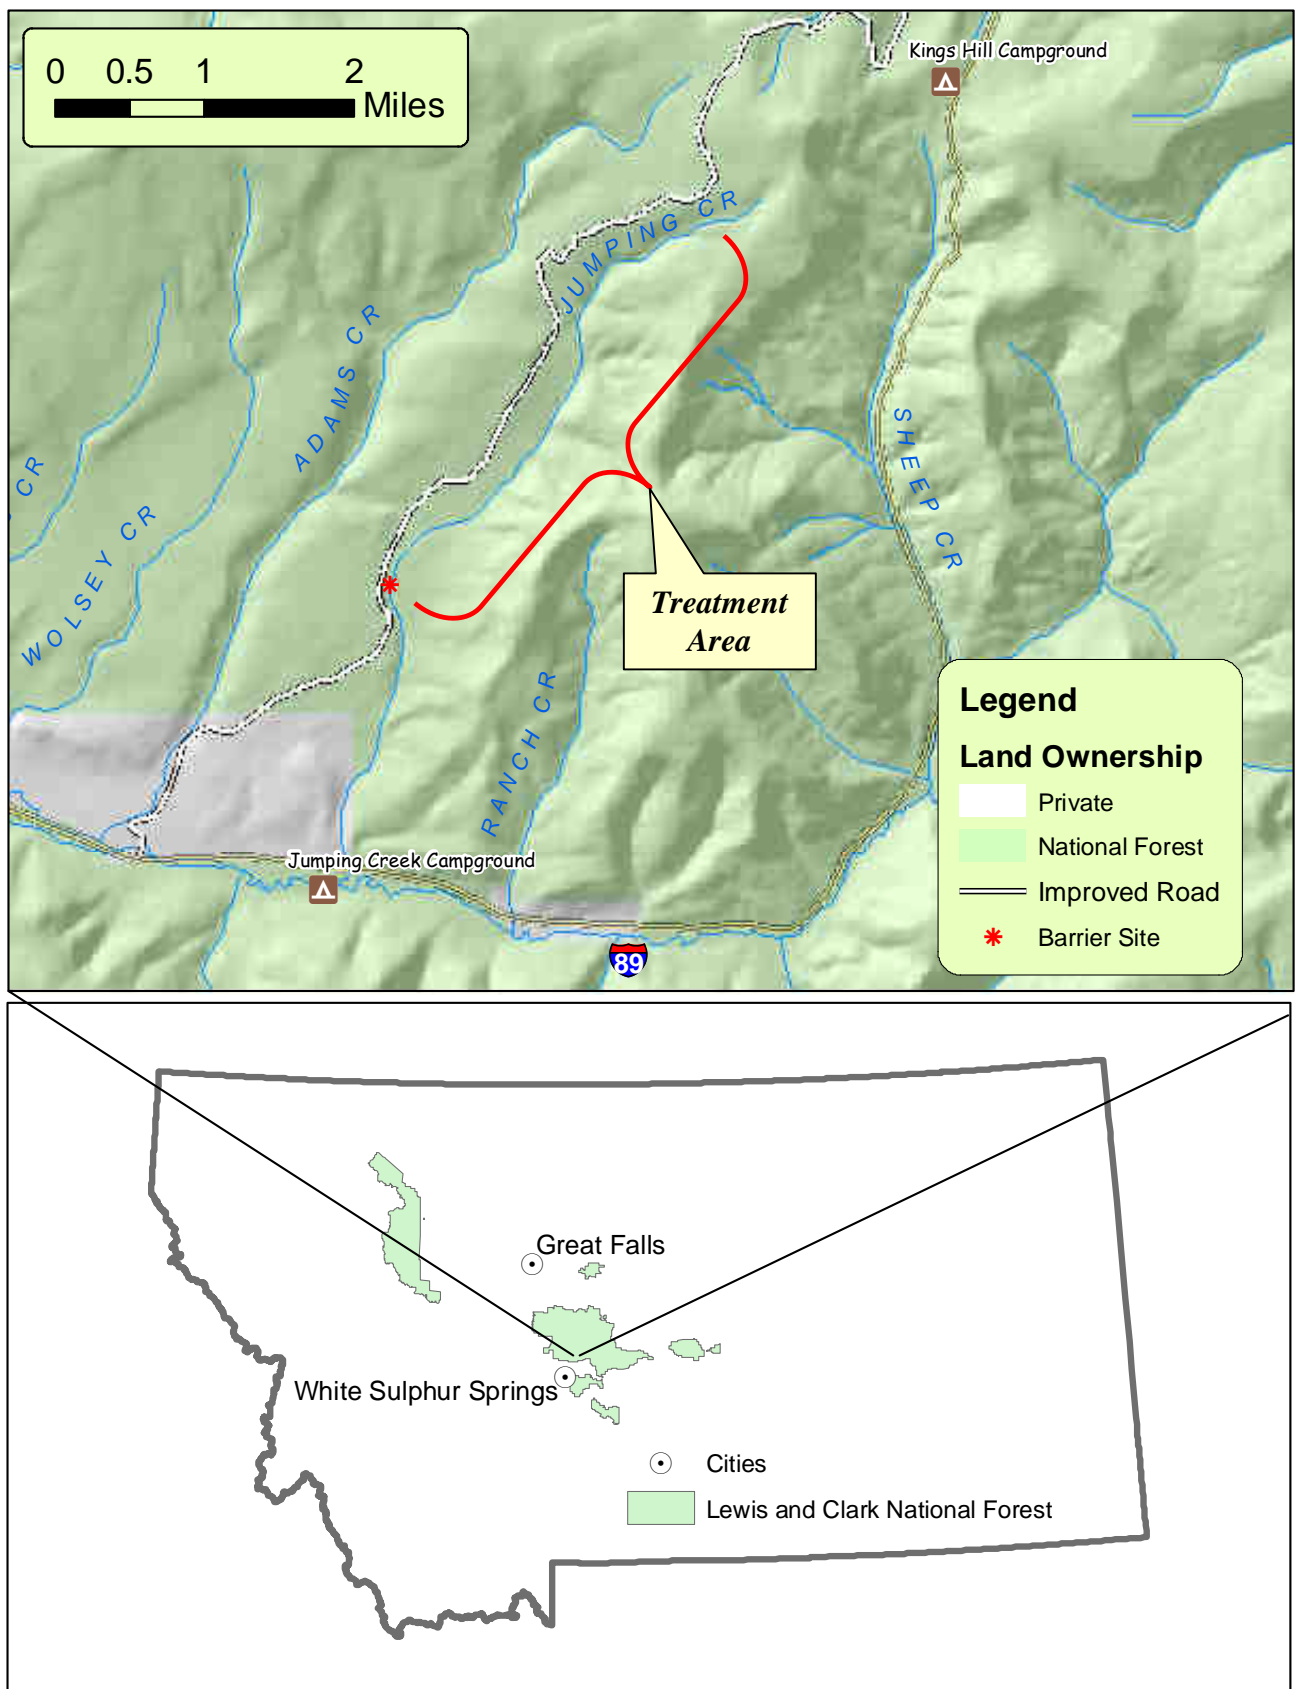 0 0.5 1 2
Miles
Kings Hill Campground
JUMPING CR
ADAMS CR
SHEEP CR
CR
WOLSEY CR
Treatment
Area
RANCH CR
Legend
Land Ownership
Private
National Forest
Improved Road
Barrier Site
Jumping Creek Campground
89
Great Falls
White Sulphur Springs
Cities
Lewis and Clark National Forest